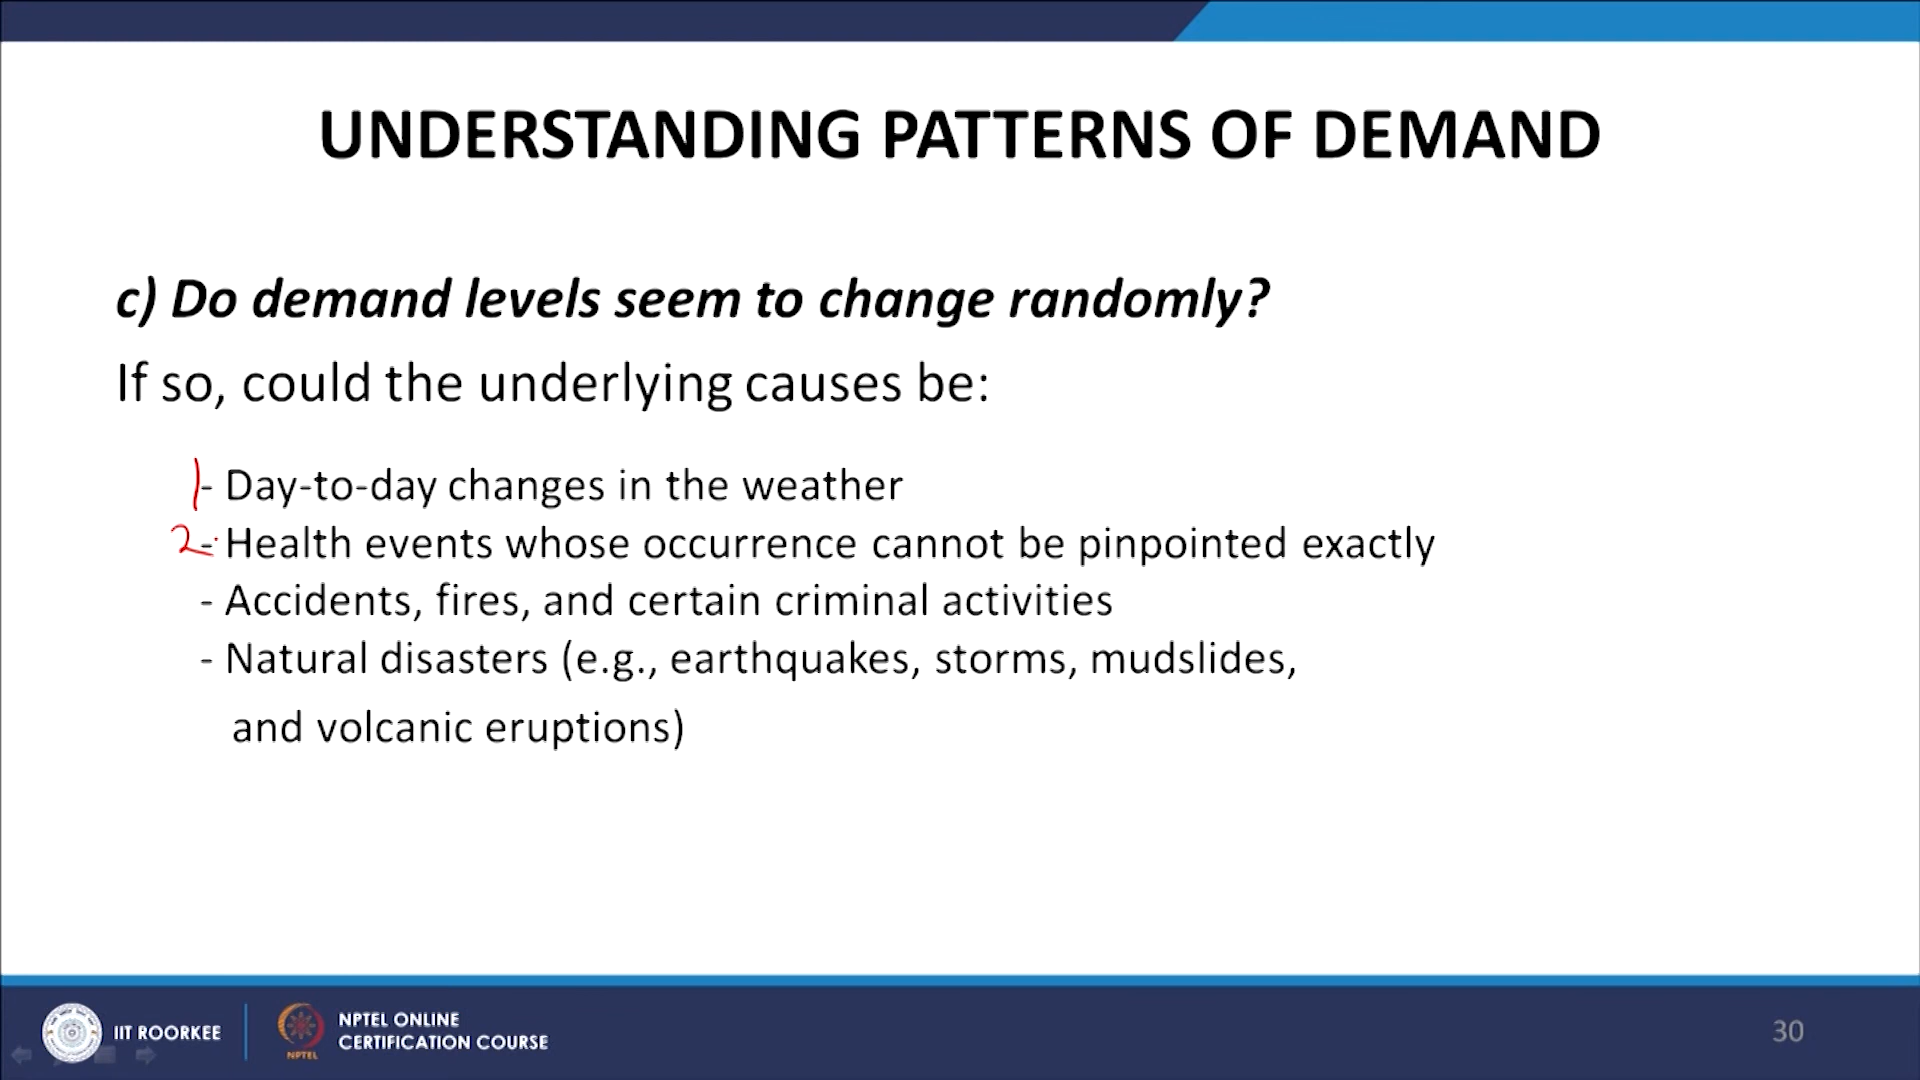 UNDERSTANDING PATTERNS OF DEMAND
c) Do demand levels seem to change randomly?
If so, could the underlying causes be:
1- Day-to-day changes in the weather
2- Health events whose occurrence cannot be pinpointed exactly
- Accidents, fires, and certain criminal activities
- Natural disasters (e.g., earthquakes, storms, mudslides,
and volcanic eruptions)
IIT ROORKEE
NPTEL
NPTEL ONLINE
CERTIFICATION COURSE
30